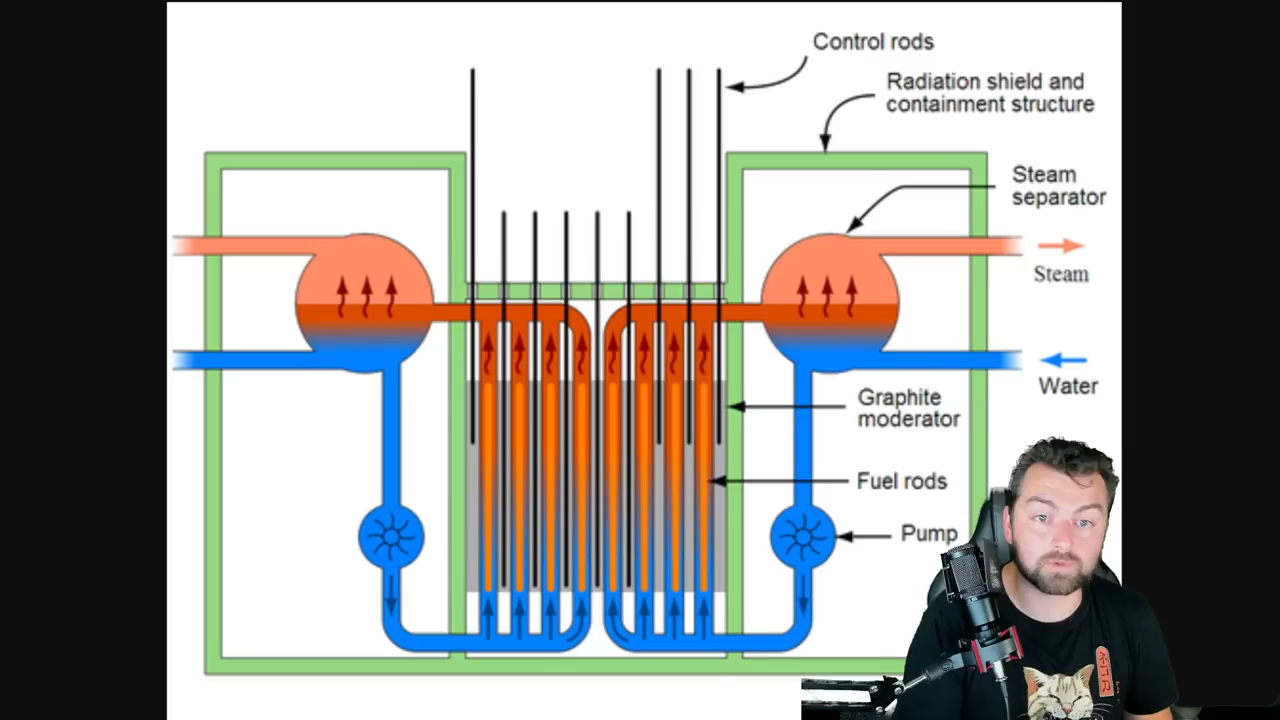 Control rods
Radiation shield and
containment structure
Steam
separator
Steam
Water
Graphite
moderator
Fuel rods
Pump